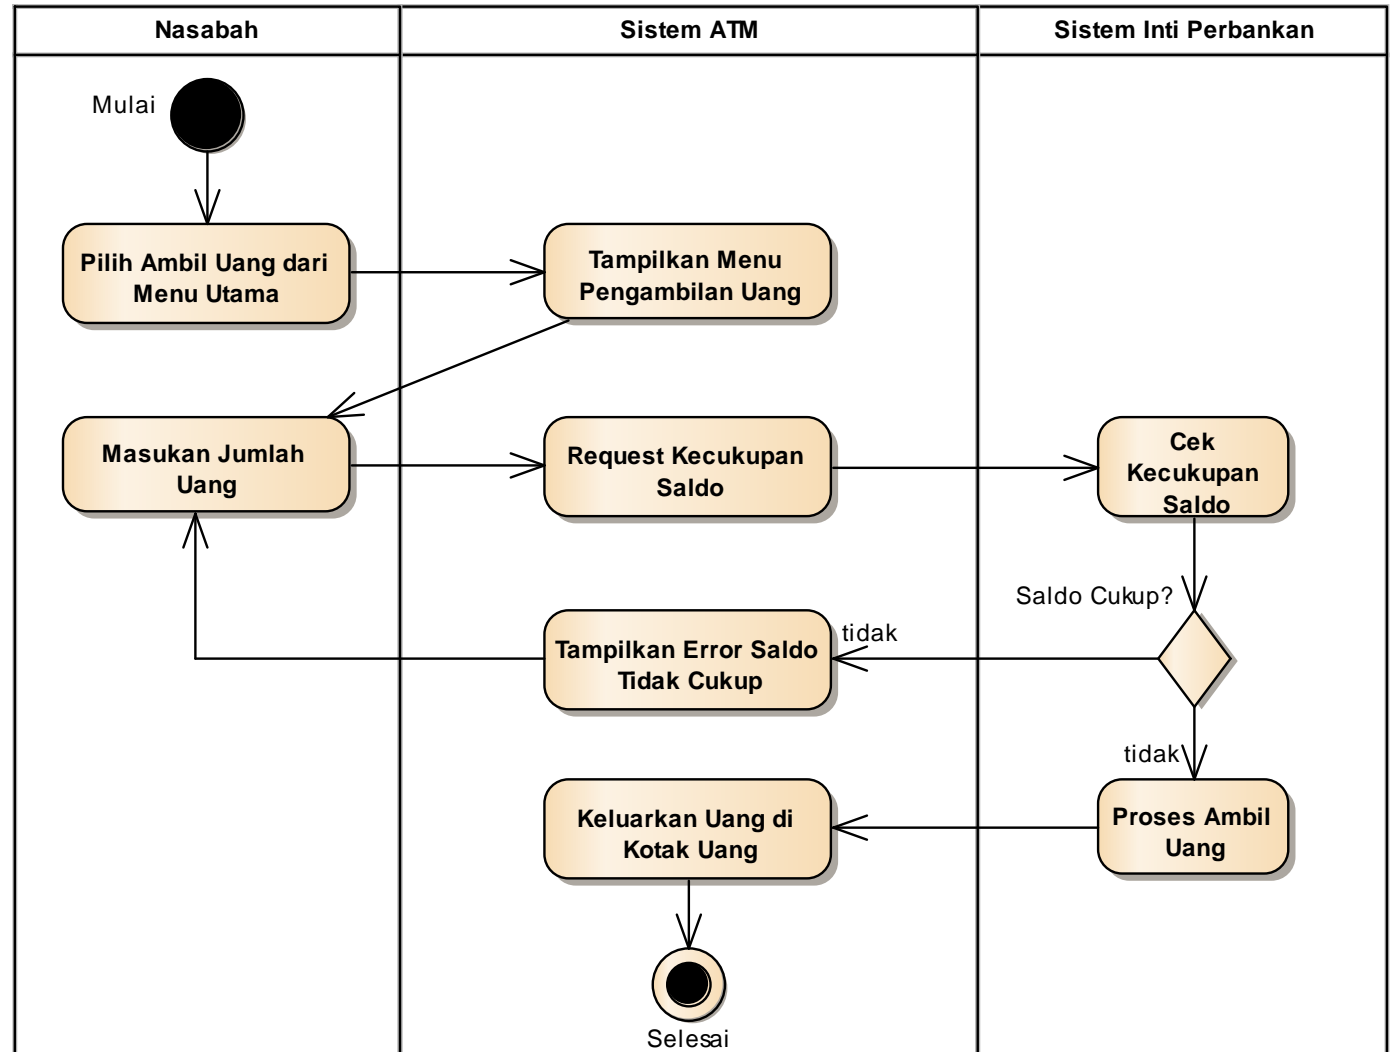 Nasabah
Sistem ATM
Sistem Inti Perbankan
Mulai
Pilih Ambil Uang dari
Menu Utama
Tampilkan Menu
Pengambilan Uang
Masukan Jumlah
Uang
Request Kecukupan
Saldo
Cek
Kecukupan
Saldo
Saldo Cukup?
tidak
Tampilkan Error Saldo
Tidak Cukup
tidak
Proses Ambil
Uang
Keluarkan Uang di
Kotak Uang
Selesai